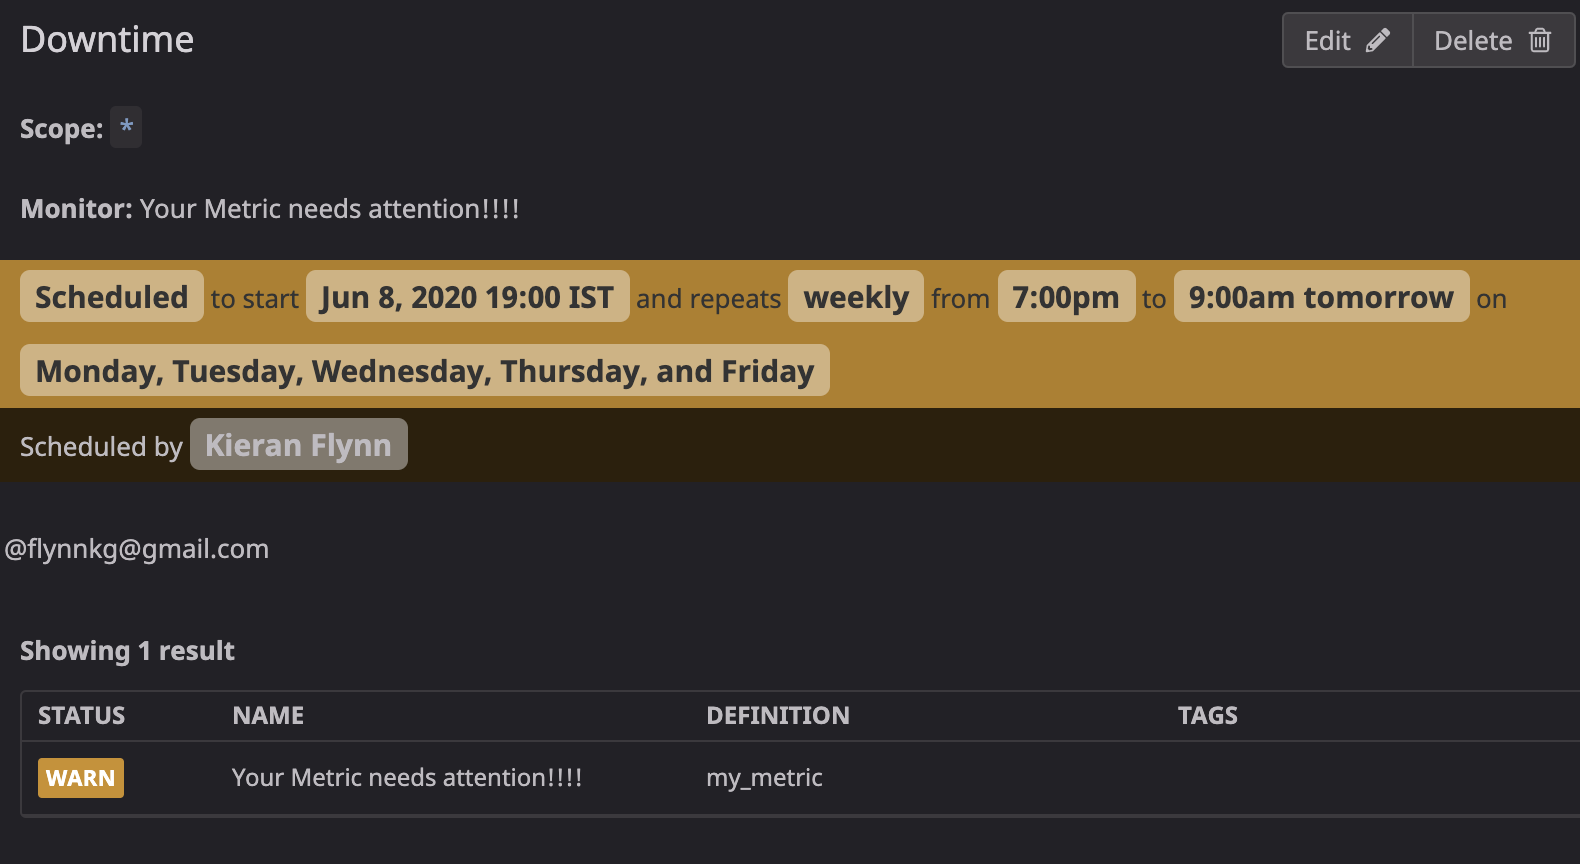 Downtime
Edit Delete
Scope: *
Monitor: Your Metric needs attention!!!!
Scheduled to start Jun 8, 2020 19:00 IST and repeats weekly from 7:00pm to 9:00am tomorrow on
Monday, Tuesday, Wednesday, Thursday, and Friday
Scheduled by Kieran Flynn
@flynnkg@gmail.com
Showing 1 result
STATUS NAME DEFINITION TAGS
WARN Your Metric needs attention!!!! my_metric